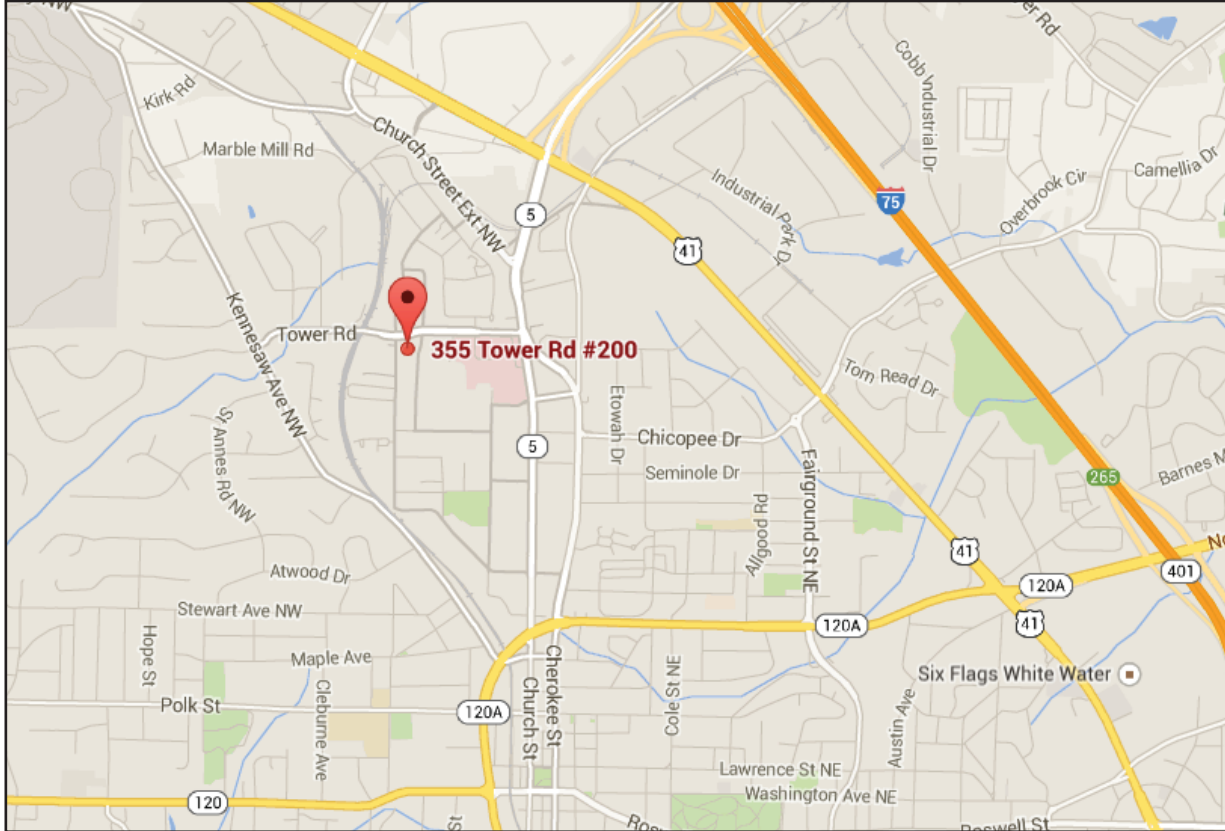 NW
Kirk Rd
Marble Mill Rd
Church Street Ext NW
5
Cobb Industrial Dr
Camellia Dr
Overbrook Cir
Industrial Park Dr
75
41
Tower Rd
355 Tower Rd #200
Kennesaw Ave NW
Tom Read Dr
Etowah Dr
5
Chicopee Dr
Seminole Dr
Fairground St NE
Allgood Rd
265
Barnes M
St Annes Rd NW
41
No
401
120A
Atwood Dr
Stewart Ave NW
120A
41
Hope St
Maple Ave
Cleburne Ave
Polk St
120A
Church St
Cherokee St
Cole St NE
Austin Ave
Six Flags White Water
Lawrence St NE
Washington Ave NE
120
St
Roswell St